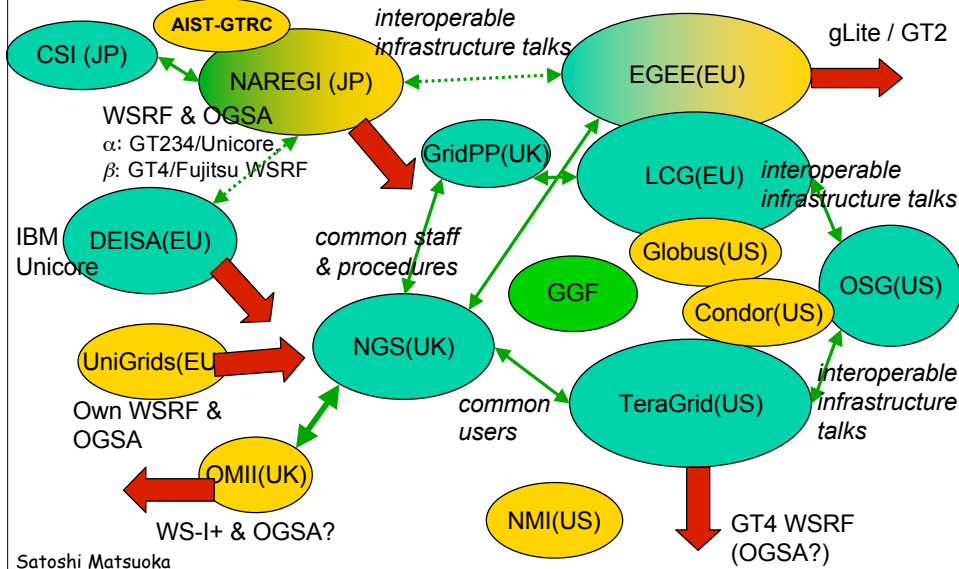 AIST-GTRC
CSI (JP)
NAREGI (JP)
interoperable
infrastructure talks
EGEE(EU)
gLite / GT2
WSRF & OGSA
α: GT234/Unicore
β: GT4/Fujitsu WSRF
GridPP(UK)
LCG(EU)
interoperable
infrastructure talks
IBM
Unicore
DEISA(EU)
common staff
& procedures
Globus(US)
GGF
OSG(US)
Condor(US)
UniGrids(EU
NGS(UK)
Own WSRF &
OGSA
common
users
TeraGrid(US)
interoperable
infrastructure
talks
OMII(UK)
WS-I+ & OGSA?
NMI(US)
GT4 WSRF
(OGSA?)
Satoshi Matsuoka